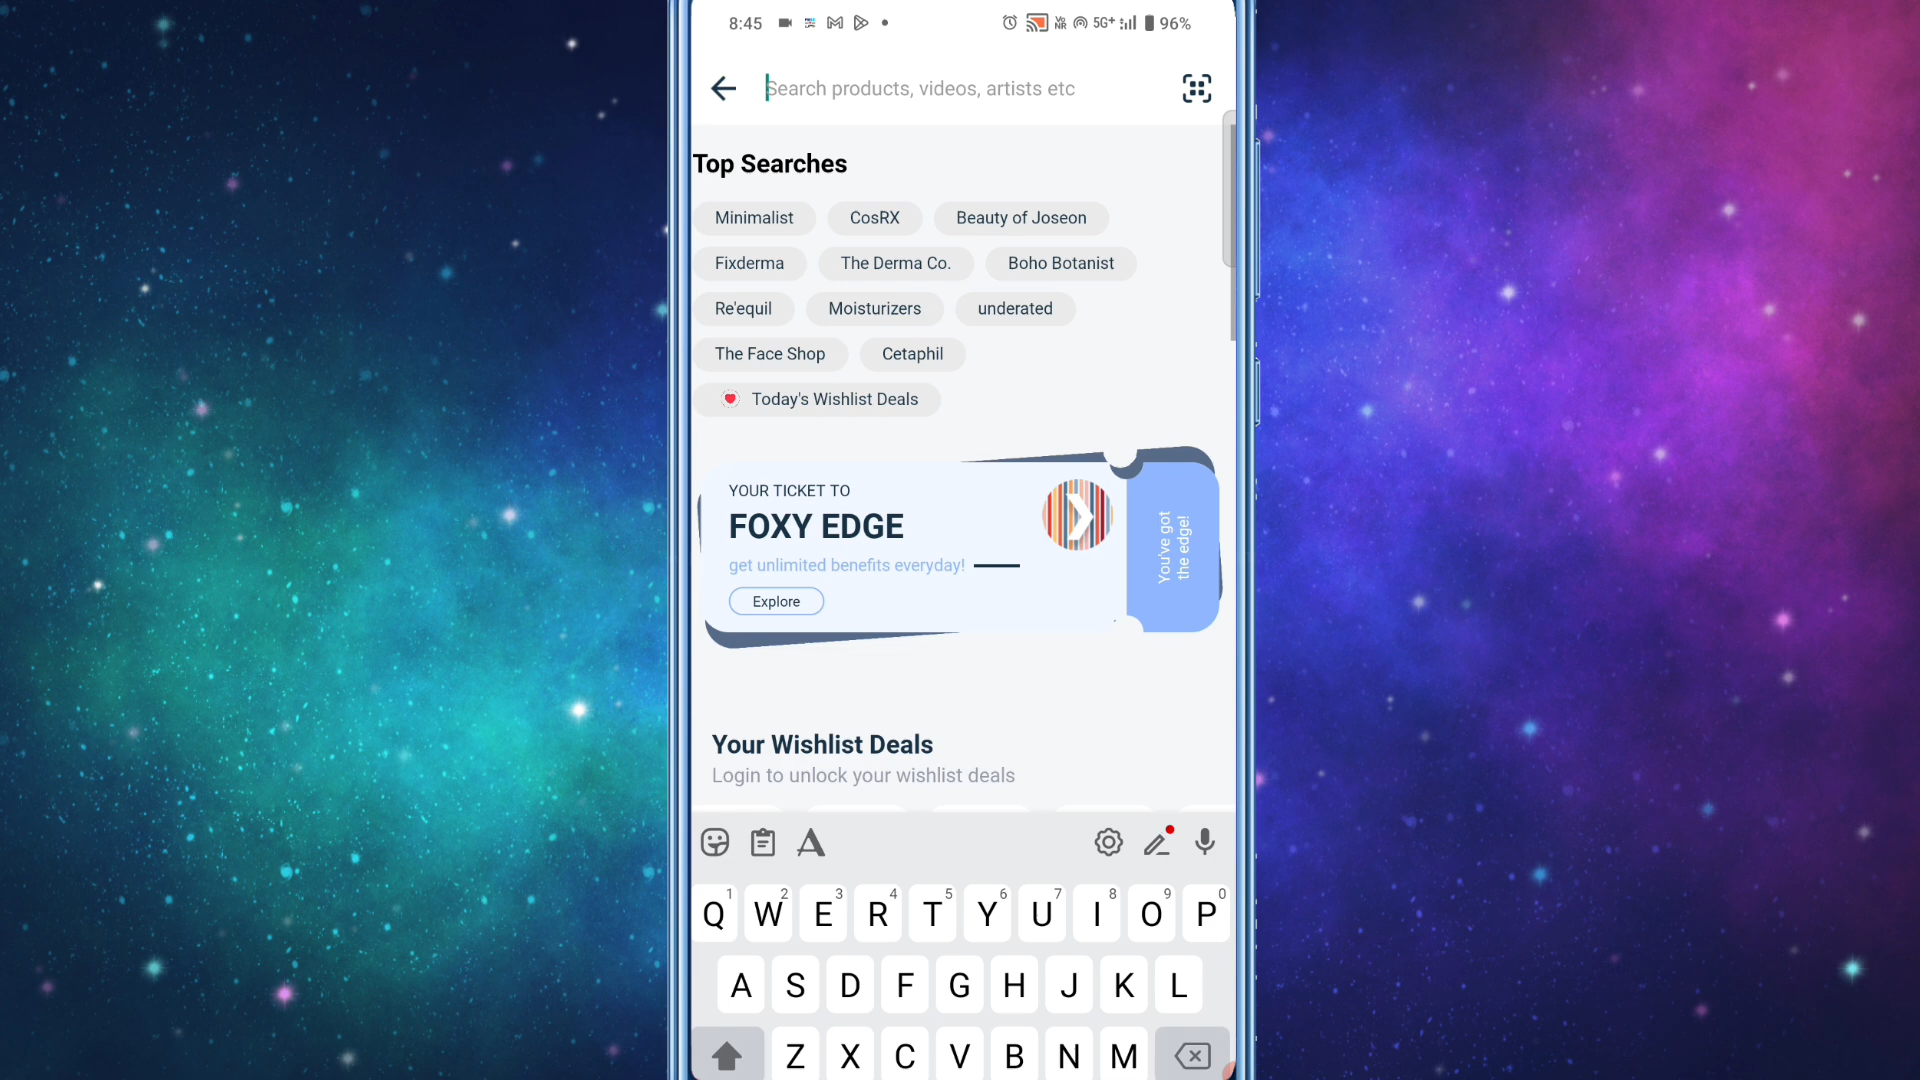 8:45 5G+ 96%
Search products, videos, artists etc
Top Searches
Minimalist CosRX Beauty of Joseon
Fixderma The Derma Co. Boho Botanist
Re'equil Moisturizers underated
The Face Shop Cetaphil
Today's Wishlist Deals
YOUR TICKET TO
FOXY EDGE
get unlimited benefits everyday!
Explore
You've got
the edge!
Your Wishlist Deals
Login to unlock your wishlist deals
1 2 3 4 5 6 7 8 9 0
Q W E R T Y U I O P
A S D F G H J K L
Z X C V B N M